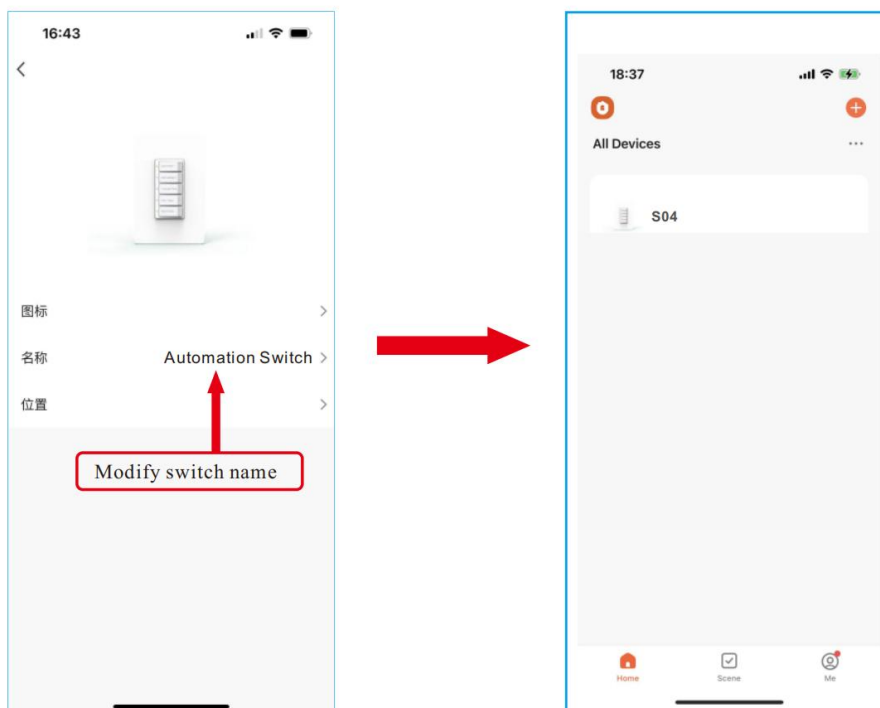 16:43
图标
名称 Automation Switch
位置
Modify switch name
18:37
All Devices
S04
Home Scene Me